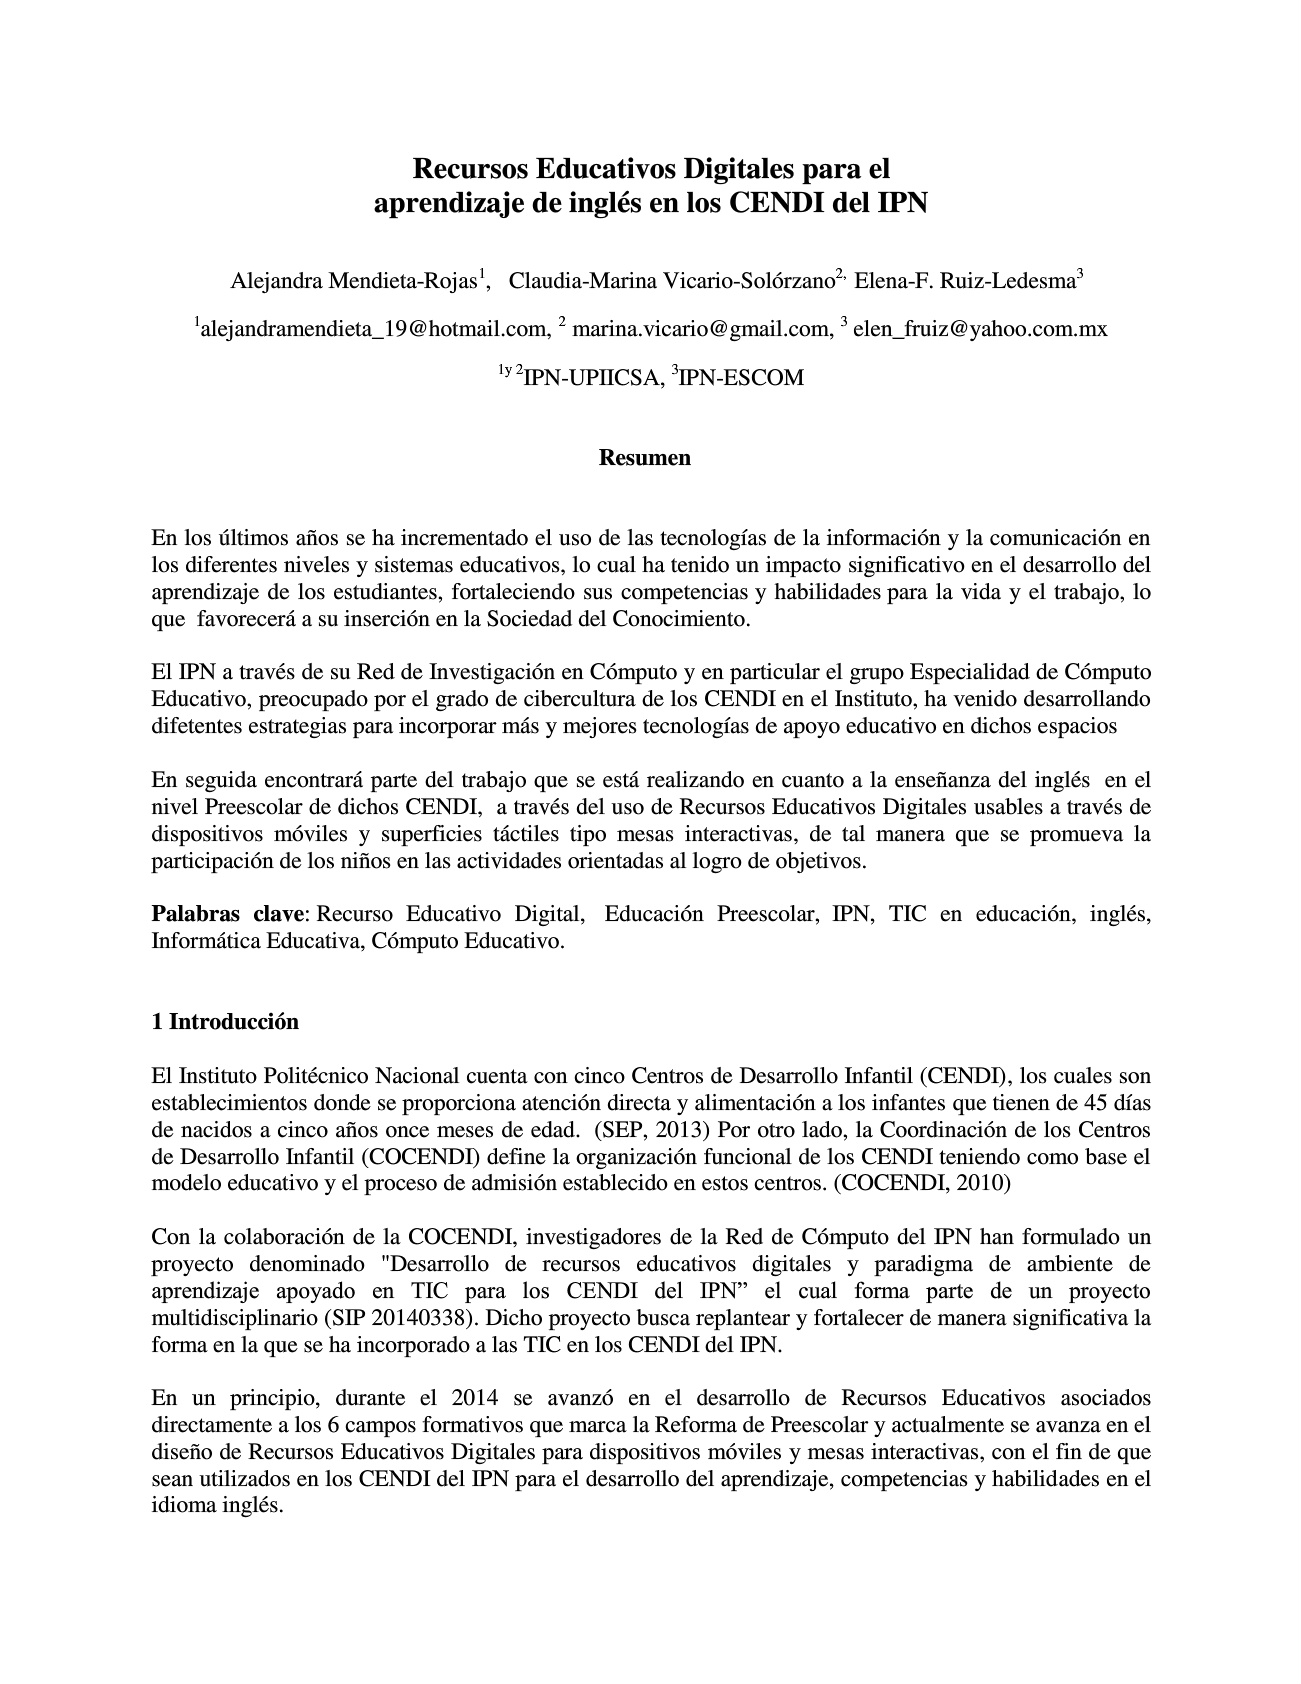 Recursos Educativos Digitales para el
aprendizaje de inglés en los CENDI del IPN
Alejandra Mendieta-Rojas1, Claudia-Marina Vicario-Solórzano2, Elena-F. Ruiz-Ledesma3
1alejandramendieta_19@hotmail.com, 2 marina.vicario@gmail.com, 3 elen_fruiz@yahoo.com.mx
1y 2IPN-UPIICSA, 3IPN-ESCOM
Resumen
En los últimos años se ha incrementado el uso de las tecnologías de la información y la comunicación en
los diferentes niveles y sistemas educativos, lo cual ha tenido un impacto significativo en el desarrollo del
aprendizaje de los estudiantes, fortaleciendo sus competencias y habilidades para la vida y el trabajo, lo
que favorecerá a su inserción en la Sociedad del Conocimiento.
El IPN a través de su Red de Investigación en Cómputo y en particular el grupo Especialidad de Cómputo
Educativo, preocupado por el grado de cibercultura de los CENDI en el Instituto, ha venido desarrollando
difetentes estrategias para incorporar más y mejores tecnologías de apoyo educativo en dichos espacios
En seguida encontrará parte del trabajo que se está realizando en cuanto a la enseñanza del inglés en el
nivel Preescolar de dichos CENDI, a través del uso de Recursos Educativos Digitales usables a través de
dispositivos móviles y superficies táctiles tipo mesas interactivas, de tal manera que se promueva la
participación de los niños en las actividades orientadas al logro de objetivos.
Palabras clave: Recurso Educativo Digital, Educación Preescolar, IPN, TIC en educación, inglés,
Informática Educativa, Cómputo Educativo.
1 Introducción
El Instituto Politécnico Nacional cuenta con cinco Centros de Desarrollo Infantil (CENDI), los cuales son
establecimientos donde se proporciona atención directa y alimentación a los infantes que tienen de 45 días
de nacidos a cinco años once meses de edad. (SEP, 2013) Por otro lado, la Coordinación de los Centros
de Desarrollo Infantil (COCENDI) define la organización funcional de los CENDI teniendo como base el
modelo educativo y el proceso de admisión establecido en estos centros. (COCENDI, 2010)
Con la colaboración de la COCENDI, investigadores de la Red de Cómputo del IPN han formulado un
proyecto denominado "Desarrollo de recursos educativos digitales y paradigma de ambiente de
aprendizaje apoyado en TIC para los CENDI del IPN” el cual forma parte de un proyecto
multidisciplinario (SIP 20140338). Dicho proyecto busca replantear y fortalecer de manera significativa la
forma en la que se ha incorporado a las TIC en los CENDI del IPN.
En un principio, durante el 2014 se avanzó en el desarrollo de Recursos Educativos asociados
directamente a los 6 campos formativos que marca la Reforma de Preescolar y actualmente se avanza en el
diseño de Recursos Educativos Digitales para dispositivos móviles y mesas interactivas, con el fin de que
sean utilizados en los CENDI del IPN para el desarrollo del aprendizaje, competencias y habilidades en el
idioma inglés.